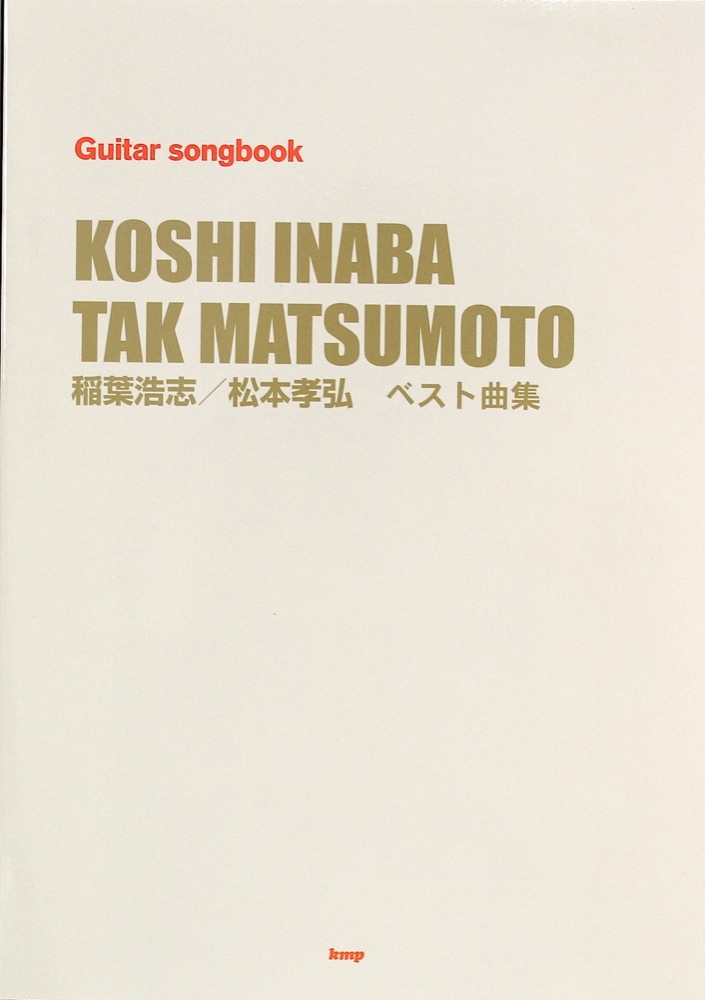 Guitar songbook
KOSHI INABA
TAK MATSUMOTO
稲葉浩志／松本孝弘　ベスト曲集
kmp